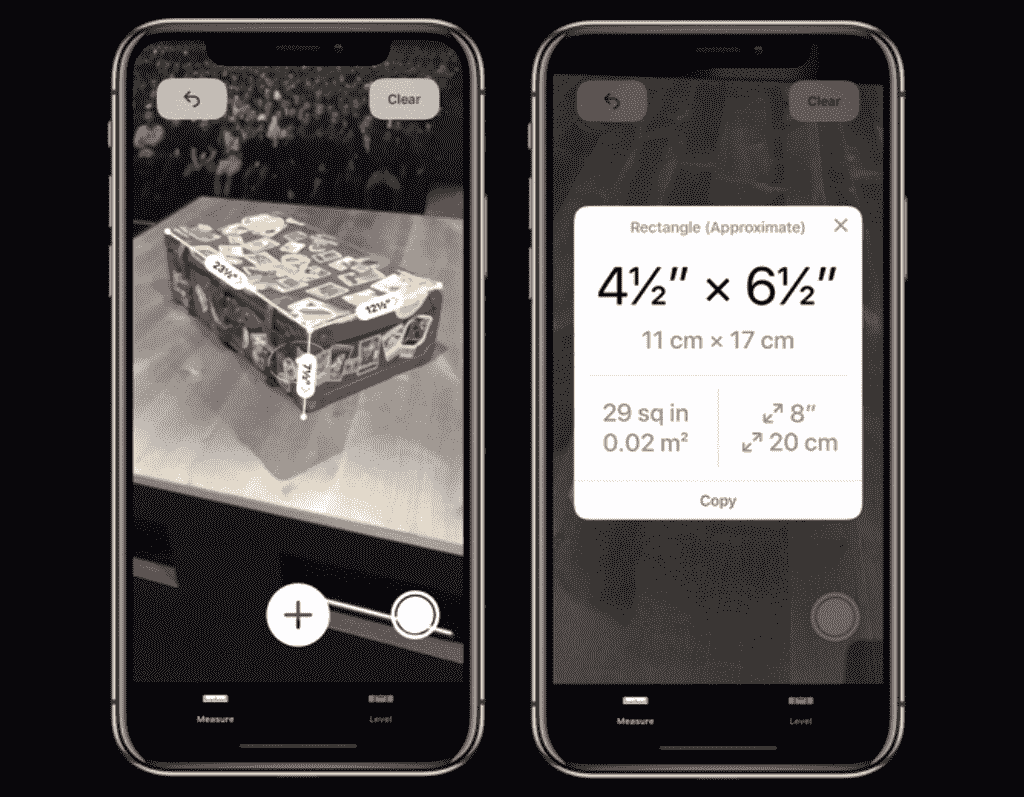 Clear
23½"
12½"
7½"
Measure
Level
Clear
Rectangle (Approximate)
4½" × 6½"
11 cm × 17 cm
29 sq in
0.02 m²
8"
20 cm
Copy
Measure
Level